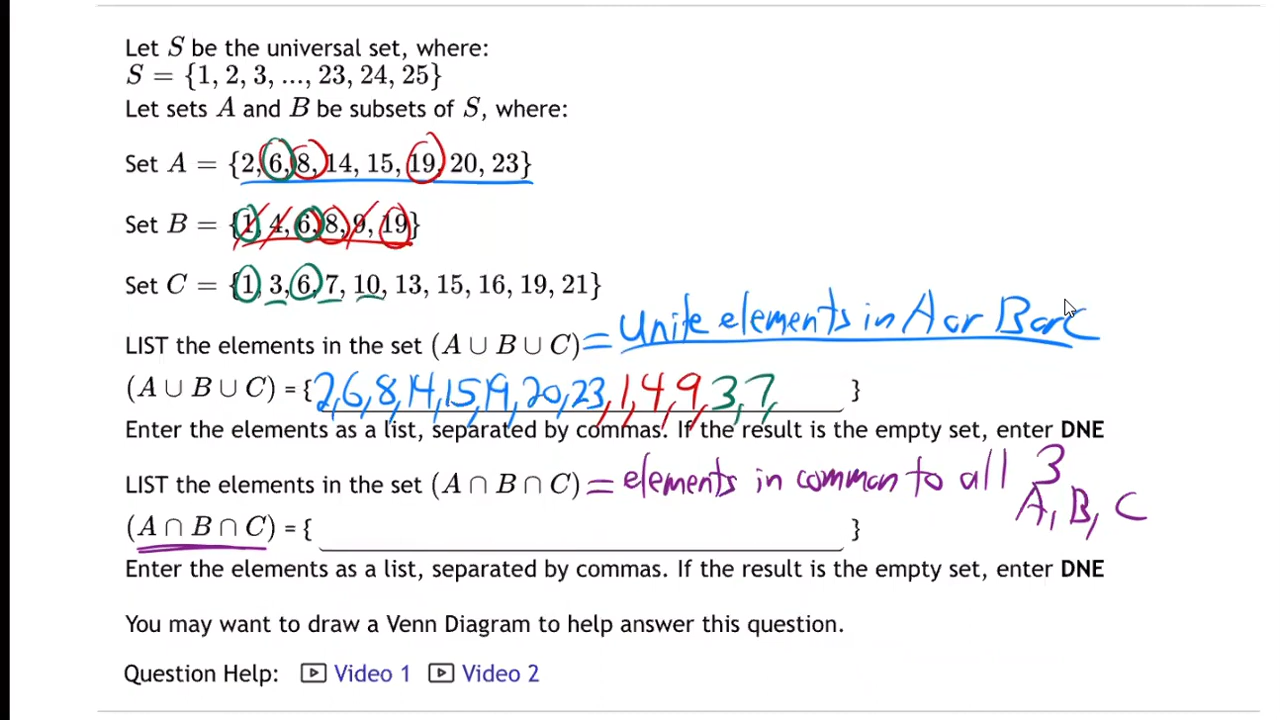 Let S be the universal set, where:
S = {1, 2, 3, ..., 23, 24, 25}
Let sets A and B be subsets of S, where:
Set A = {2, 6, 8, 14, 15, 19, 20, 23}
Set B = {1, 4, 6, 8, 9, 19}
Set C = {1, 3, 6, 7, 10, 13, 15, 16, 19, 21}
LIST the elements in the set (A ∪ B ∪ C) = unite elements in A or B or C
(A ∪ B ∪ C) = {2,6,8,14,15,19,20,23,1,4,9,3,7, }
Enter the elements as a list, separated by commas. If the result is the empty set, enter DNE
LIST the elements in the set (A ∩ B ∩ C) = elements in common to all 3
A, B, C
(A ∩ B ∩ C) = { }
Enter the elements as a list, separated by commas. If the result is the empty set, enter DNE
You may want to draw a Venn Diagram to help answer this question.
Question Help: Video 1 Video 2